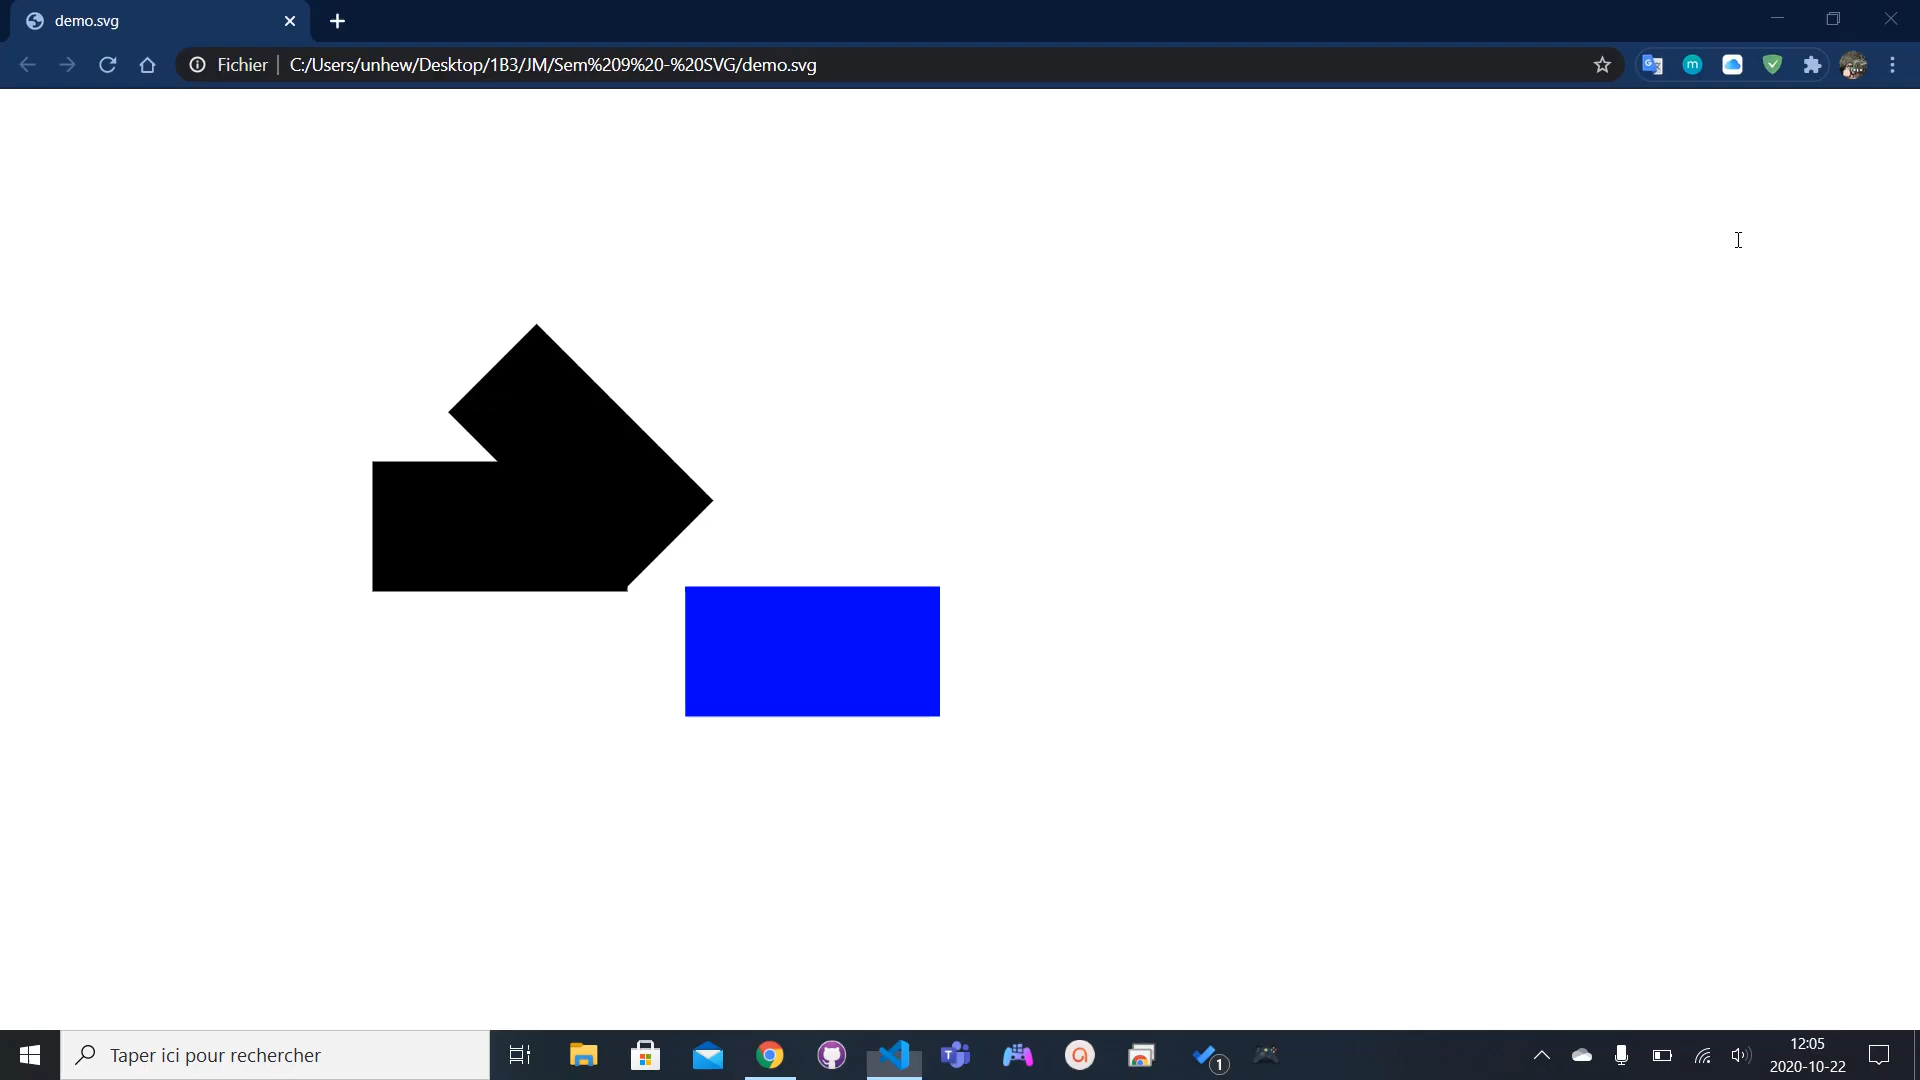 demo.svg
Fichier | C:/Users/unhew/Desktop/1B3/JM/Sem%209%20-%20SVG/demo.svg
m
Taper ici pour rechercher
T
1
12:05
2020-10-22